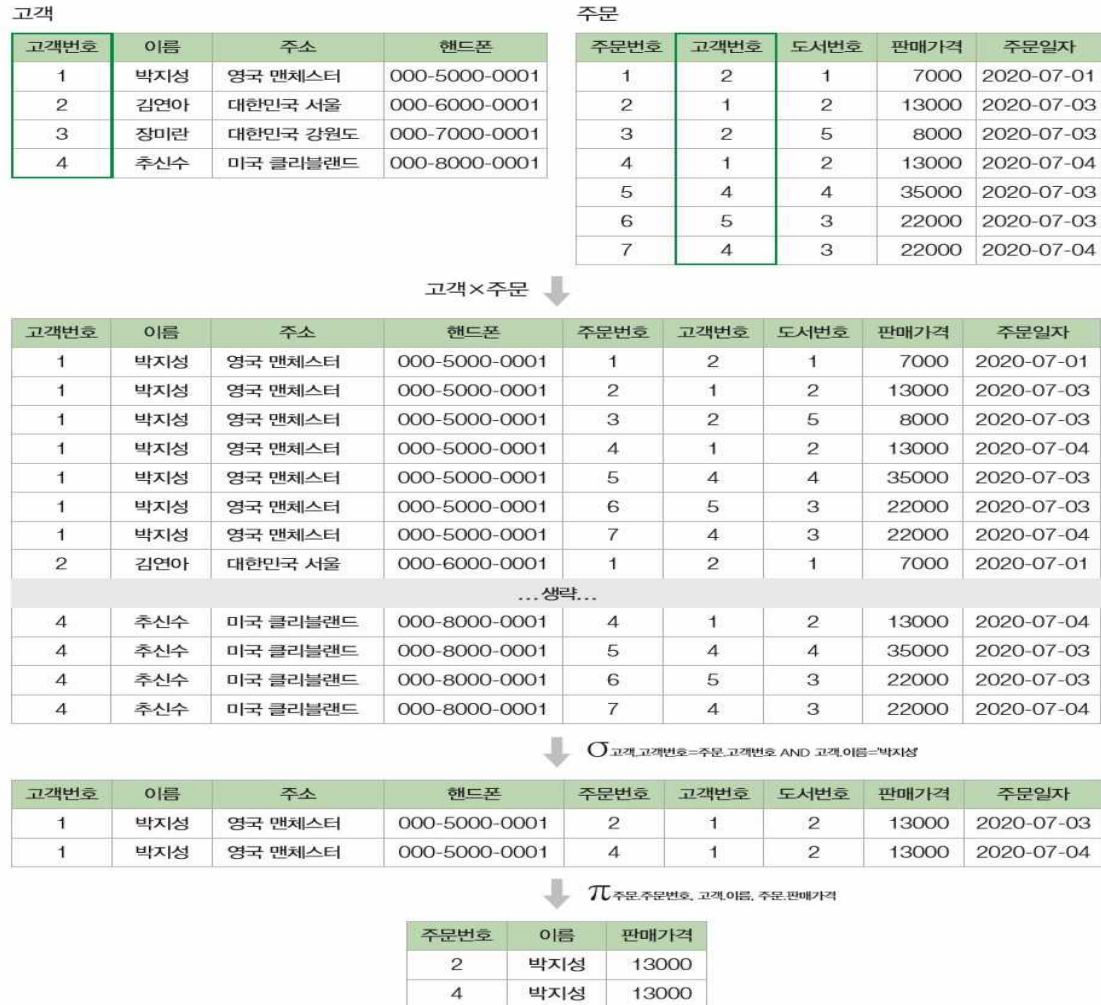 고객
고객번호 이름 주소 핸드폰
1 박지성 영국 맨체스터 000-5000-0001
2 김연아 대한민국 서울 000-6000-0001
3 장미란 대한민국 강원도 000-7000-0001
4 추신수 미국 클리블랜드 000-8000-0001
주문
주문번호 고객번호 도서번호 판매가격 주문일자
1 2 1 7000 2020-07-01
2 1 2 13000 2020-07-03
3 2 5 8000 2020-07-03
4 1 2 13000 2020-07-04
5 4 4 35000 2020-07-03
6 5 3 22000 2020-07-03
7 4 3 22000 2020-07-04
고객×주문
고객번호 이름 주소 핸드폰 주문번호 고객번호 도서번호 판매가격 주문일자
1 박지성 영국 맨체스터 000-5000-0001 1 2 1 7000 2020-07-01
1 박지성 영국 맨체스터 000-5000-0001 2 1 2 13000 2020-07-03
1 박지성 영국 맨체스터 000-5000-0001 3 2 5 8000 2020-07-03
1 박지성 영국 맨체스터 000-5000-0001 4 1 2 13000 2020-07-04
1 박지성 영국 맨체스터 000-5000-0001 5 4 4 35000 2020-07-03
1 박지성 영국 맨체스터 000-5000-0001 6 5 3 22000 2020-07-03
1 박지성 영국 맨체스터 000-5000-0001 7 4 3 22000 2020-07-04
2 김연아 대한민국 서울 000-6000-0001 1 2 1 7000 2020-07-01
…생략…
4 추신수 미국 클리블랜드 000-8000-0001 4 1 2 13000 2020-07-04
4 추신수 미국 클리블랜드 000-8000-0001 5 4 4 35000 2020-07-03
4 추신수 미국 클리블랜드 000-8000-0001 6 5 3 22000 2020-07-03
4 추신수 미국 클리블랜드 000-8000-0001 7 4 3 22000 2020-07-04
σ고객.고객번호=주문.고객번호 AND 고객.이름='박지성'
고객번호 이름 주소 핸드폰 주문번호 고객번호 도서번호 판매가격 주문일자
1 박지성 영국 맨체스터 000-5000-0001 2 1 2 13000 2020-07-03
1 박지성 영국 맨체스터 000-5000-0001 4 1 2 13000 2020-07-04
π주문.주문번호, 고객.이름, 주문.판매가격
주문번호 이름 판매가격
2 박지성 13000
4 박지성 13000